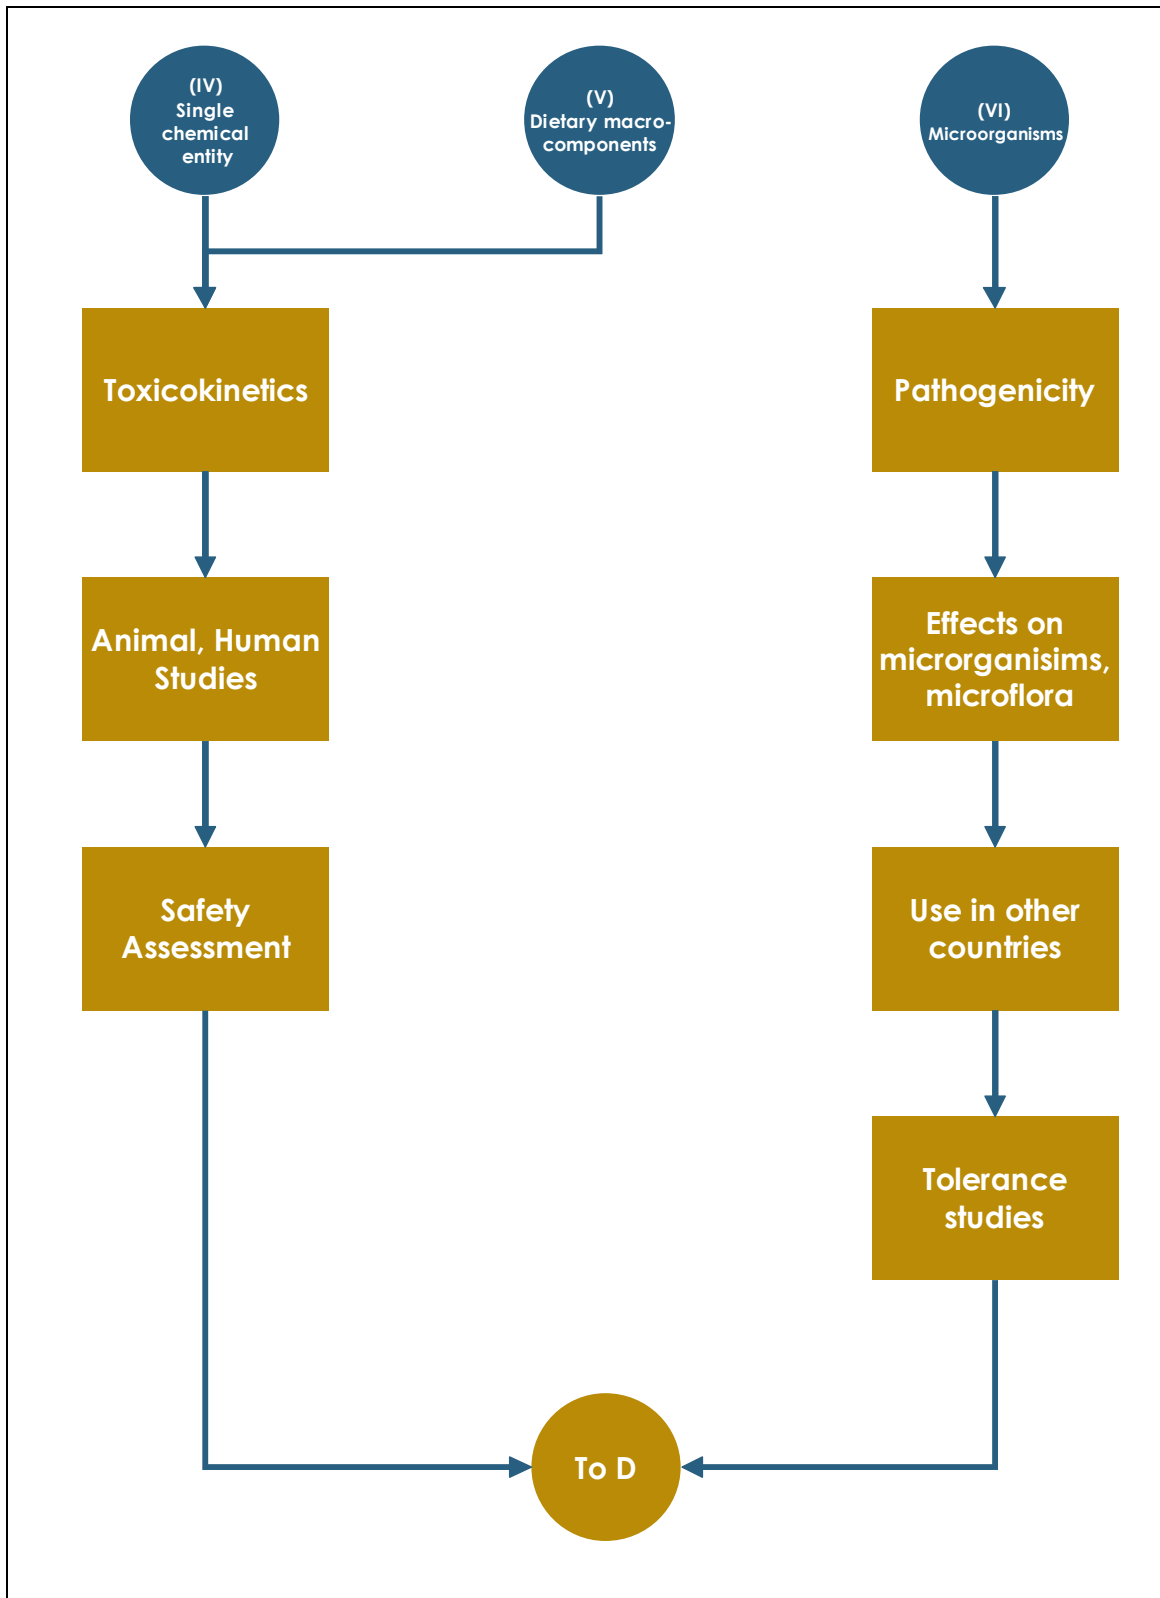 (IV)
Single
chemical
entity
(V)
Dietary macro-
components
(VI)
Microorganisms
Toxicokinetics
Pathogenicity
Animal, Human
Studies
Effects on
microrganisims,
microflora
Safety
Assessment
Use in other
countries
Tolerance
studies
To D